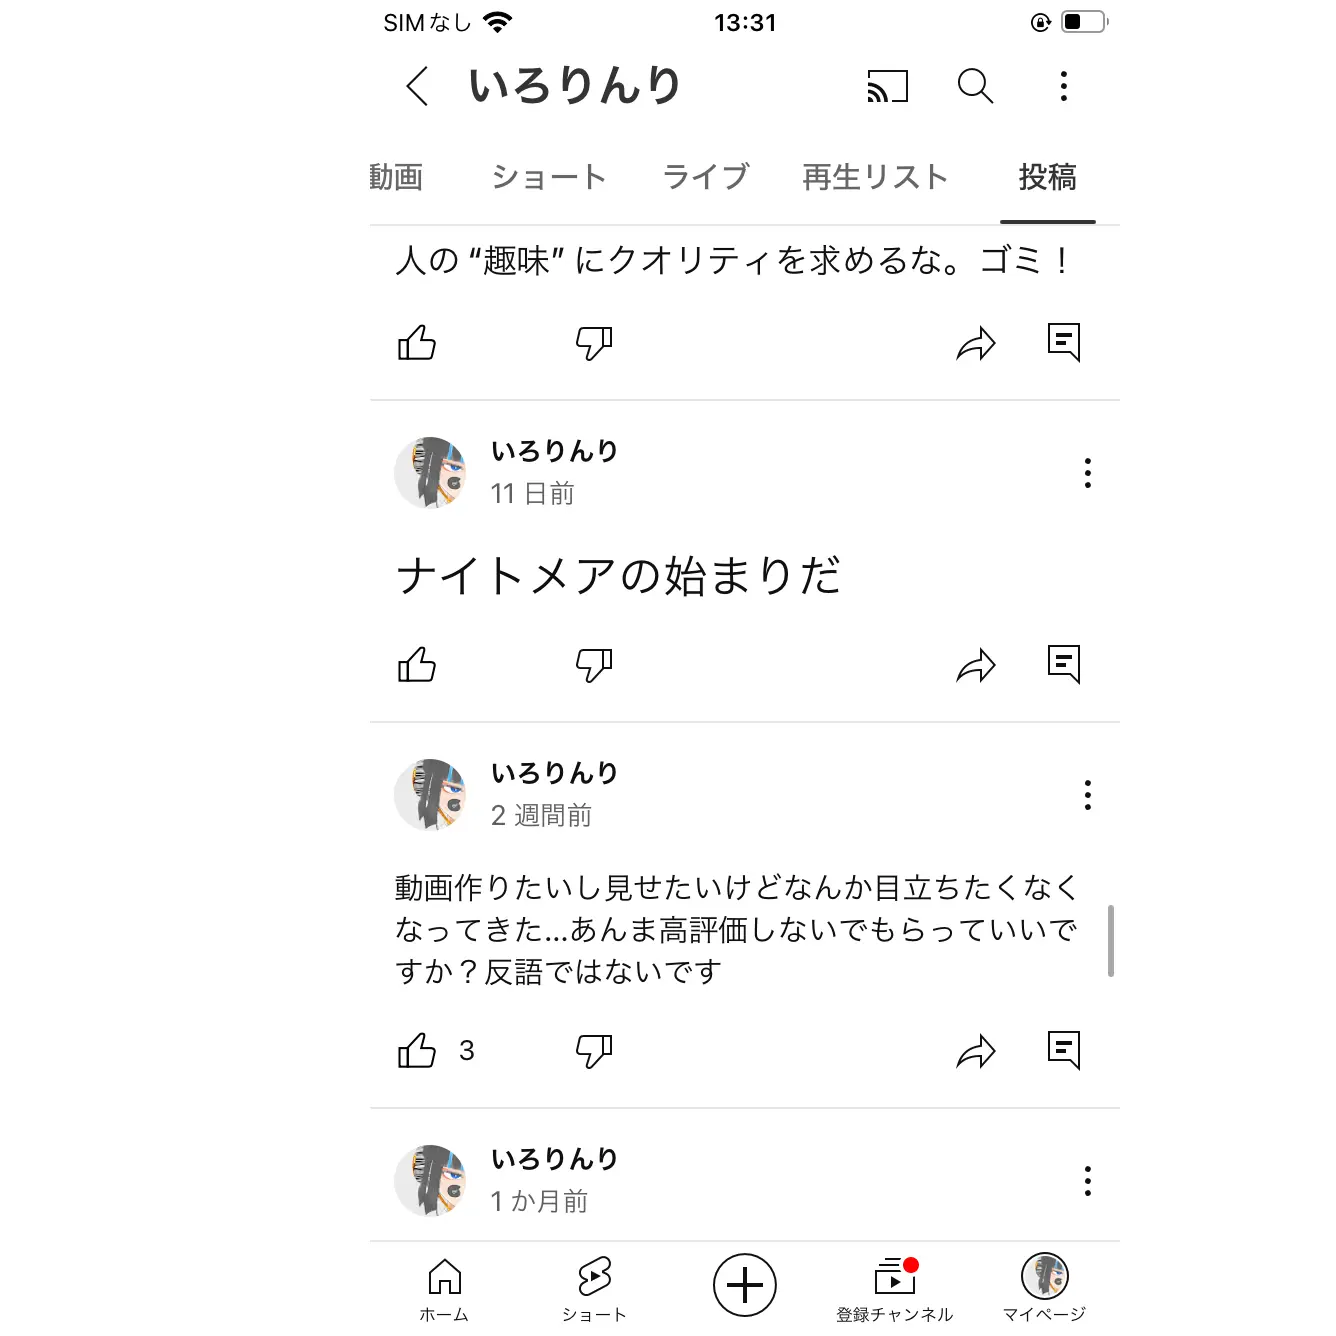 SIMなし 13:31
いろりんり
動画 ショート ライブ 再生リスト 投稿
人の “趣味” にクオリティを求めるな。ゴミ！
いろりんり
11 日前
ナイトメアの始まりだ
いろりんり
2 週間前
動画作りたいし見せたいけどなんか目立ちたくなく
なってきた...あんま高評価しないでもらっていいで
すか？反語ではないです
3
いろりんり
1 か月前
ホーム ショート 登録チャンネル マイページ